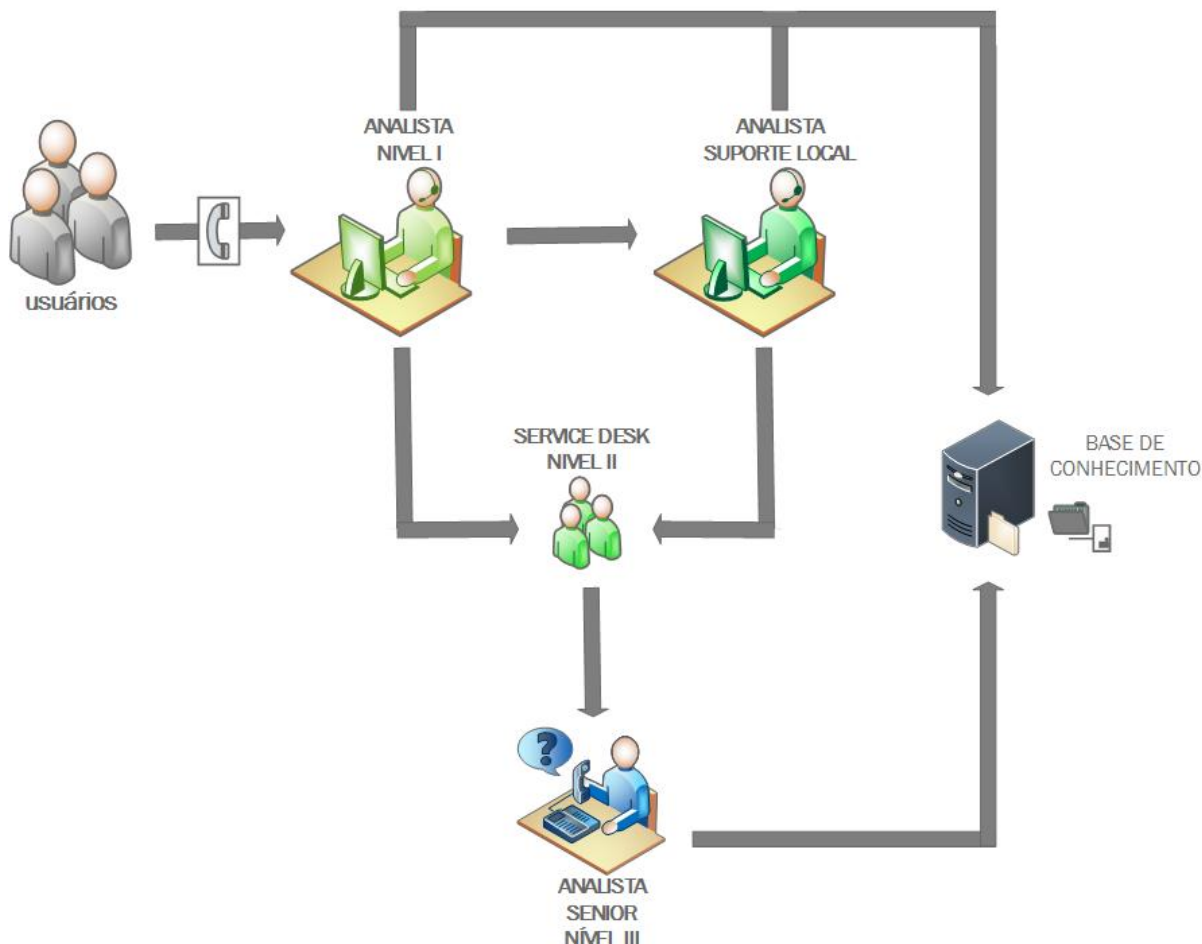 ANALISTA
NIVEL I
ANALISTA
SUPORTE LOCAL
usuários
SERVICE DESK
NIVEL II
BASE DE
CONHECIMENTO
?
ANALISTA
SENIOR
NÍVEL III